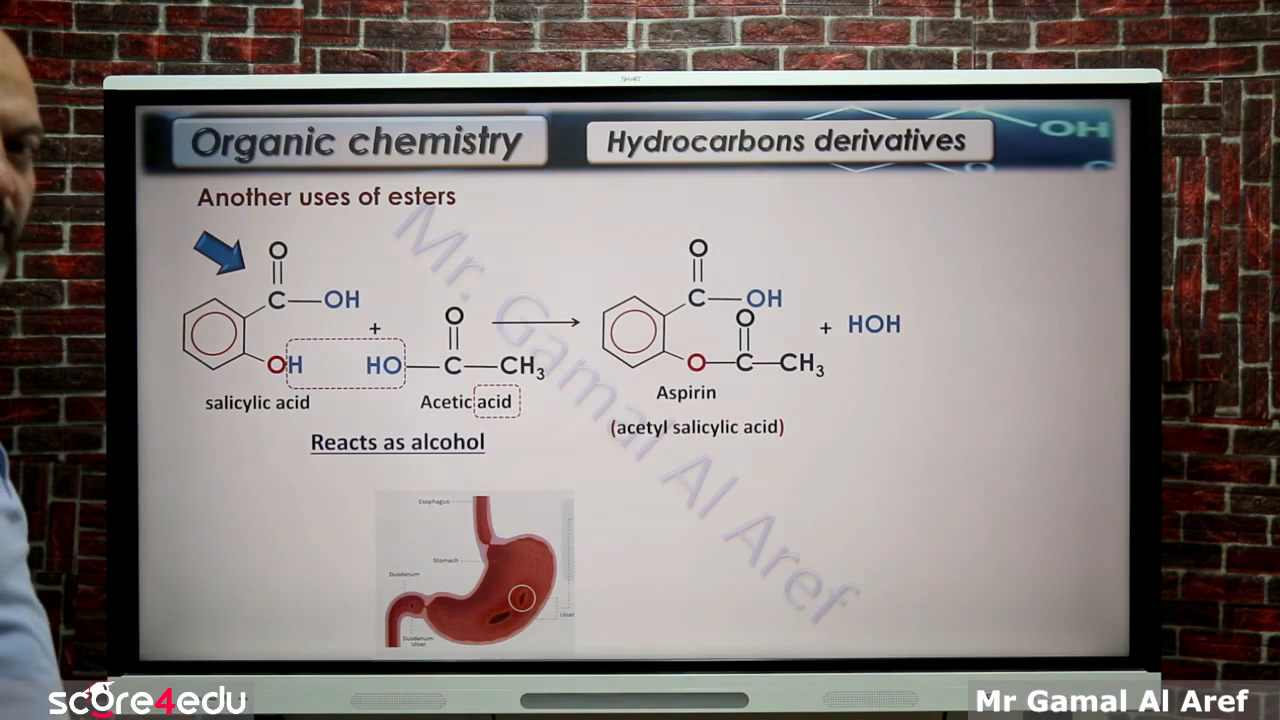 SMART
Organic chemistry
Hydrocarbons derivatives
OH
O
Another uses of esters
O
C—OH
+
OH
O
HO—C—CH3
salicylic acid
Acetic acid
Reacts as alcohol
O
C—OH
O
O—C—CH3
+ HOH
Aspirin
(acetyl salicylic acid)
Mr. Gamal Al Aref
Esophagus
Stomach
Duodenum
Ulcer
Duodenum
Ulcer
score4edu
Mr Gamal Al Aref